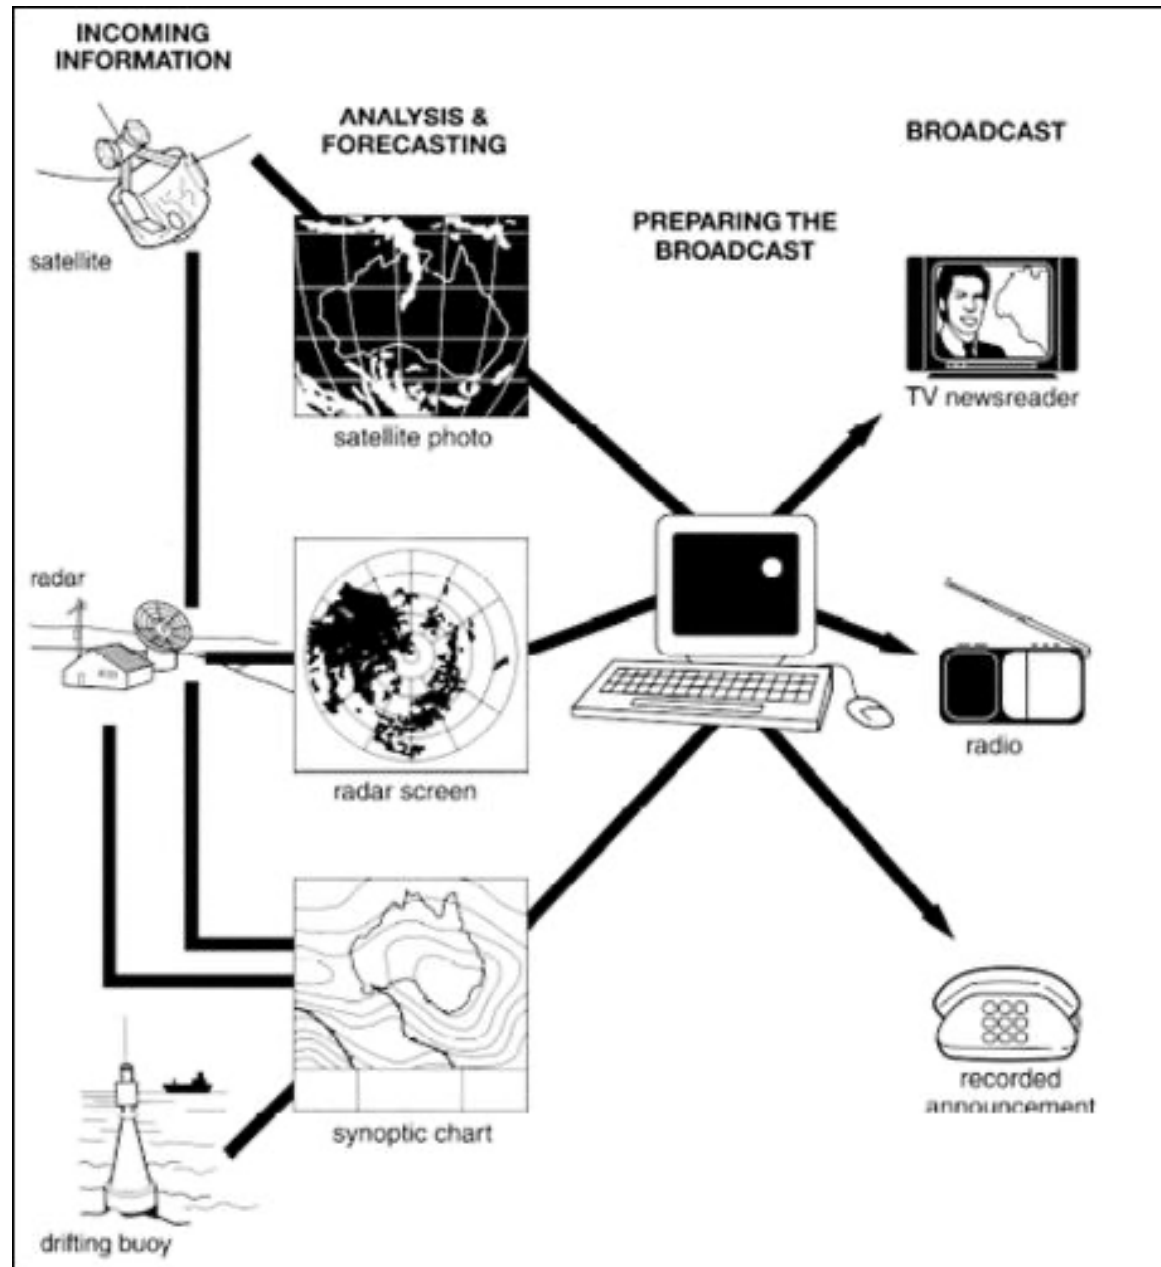 INCOMING
INFORMATION
ANALYSIS &
FORECASTING
BROADCAST
PREPARING THE
BROADCAST
satellite
TV newsreader
satellite photo
radar
radio
radar screen
recorded
announcement
synoptic chart
drifting buoy